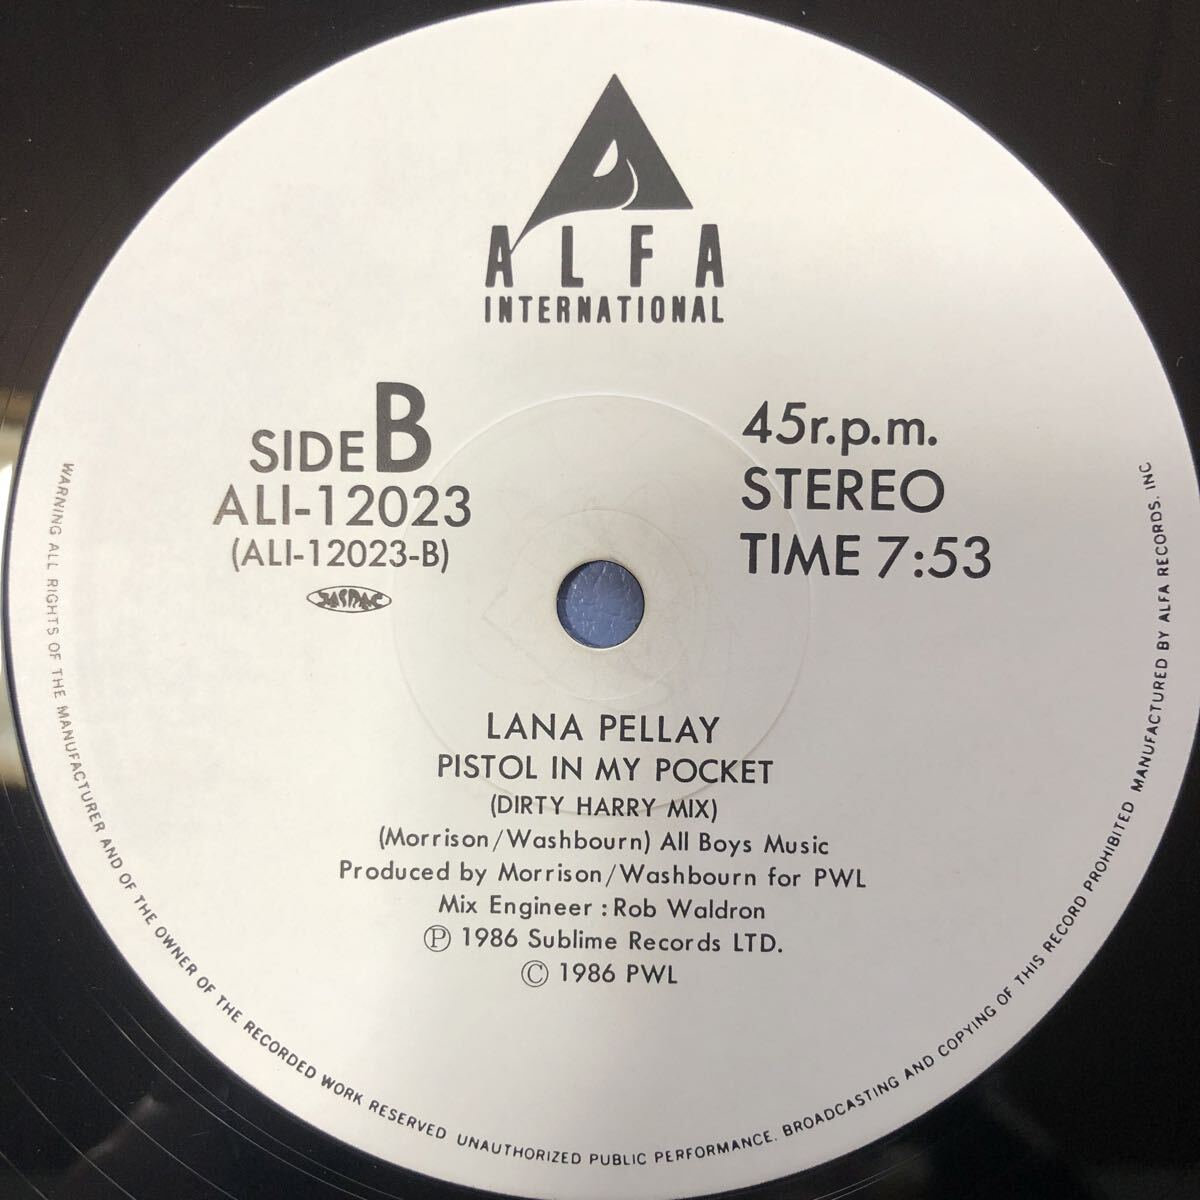 ALFA
INTERNATIONAL
SIDE B
ALI-12023
(ALI-12023-B)
JASRAC
45r.p.m.
STEREO
TIME 7:53
LANA PELLAY
PISTOL IN MY POCKET
(DIRTY HARRY MIX)
(Morrison/Washbourn) All Boys Music
Produced by Morrison/Washbourn for PWL
Mix Engineer : Rob Waldron
Ⓟ 1986 Sublime Records LTD.
© 1986 PWL
WARNING ALL RIGHTS OF THE MANUFACTURER AND OF THE OWNER OF THE RECORDED WORK RESERVED UNAUTHORIZED PUBLIC PERFORMANCE. BROADCASTING AND COPYING OF THIS RECORD PROHIBITED MANUFACTURED BY ALFA RECORDS. INC